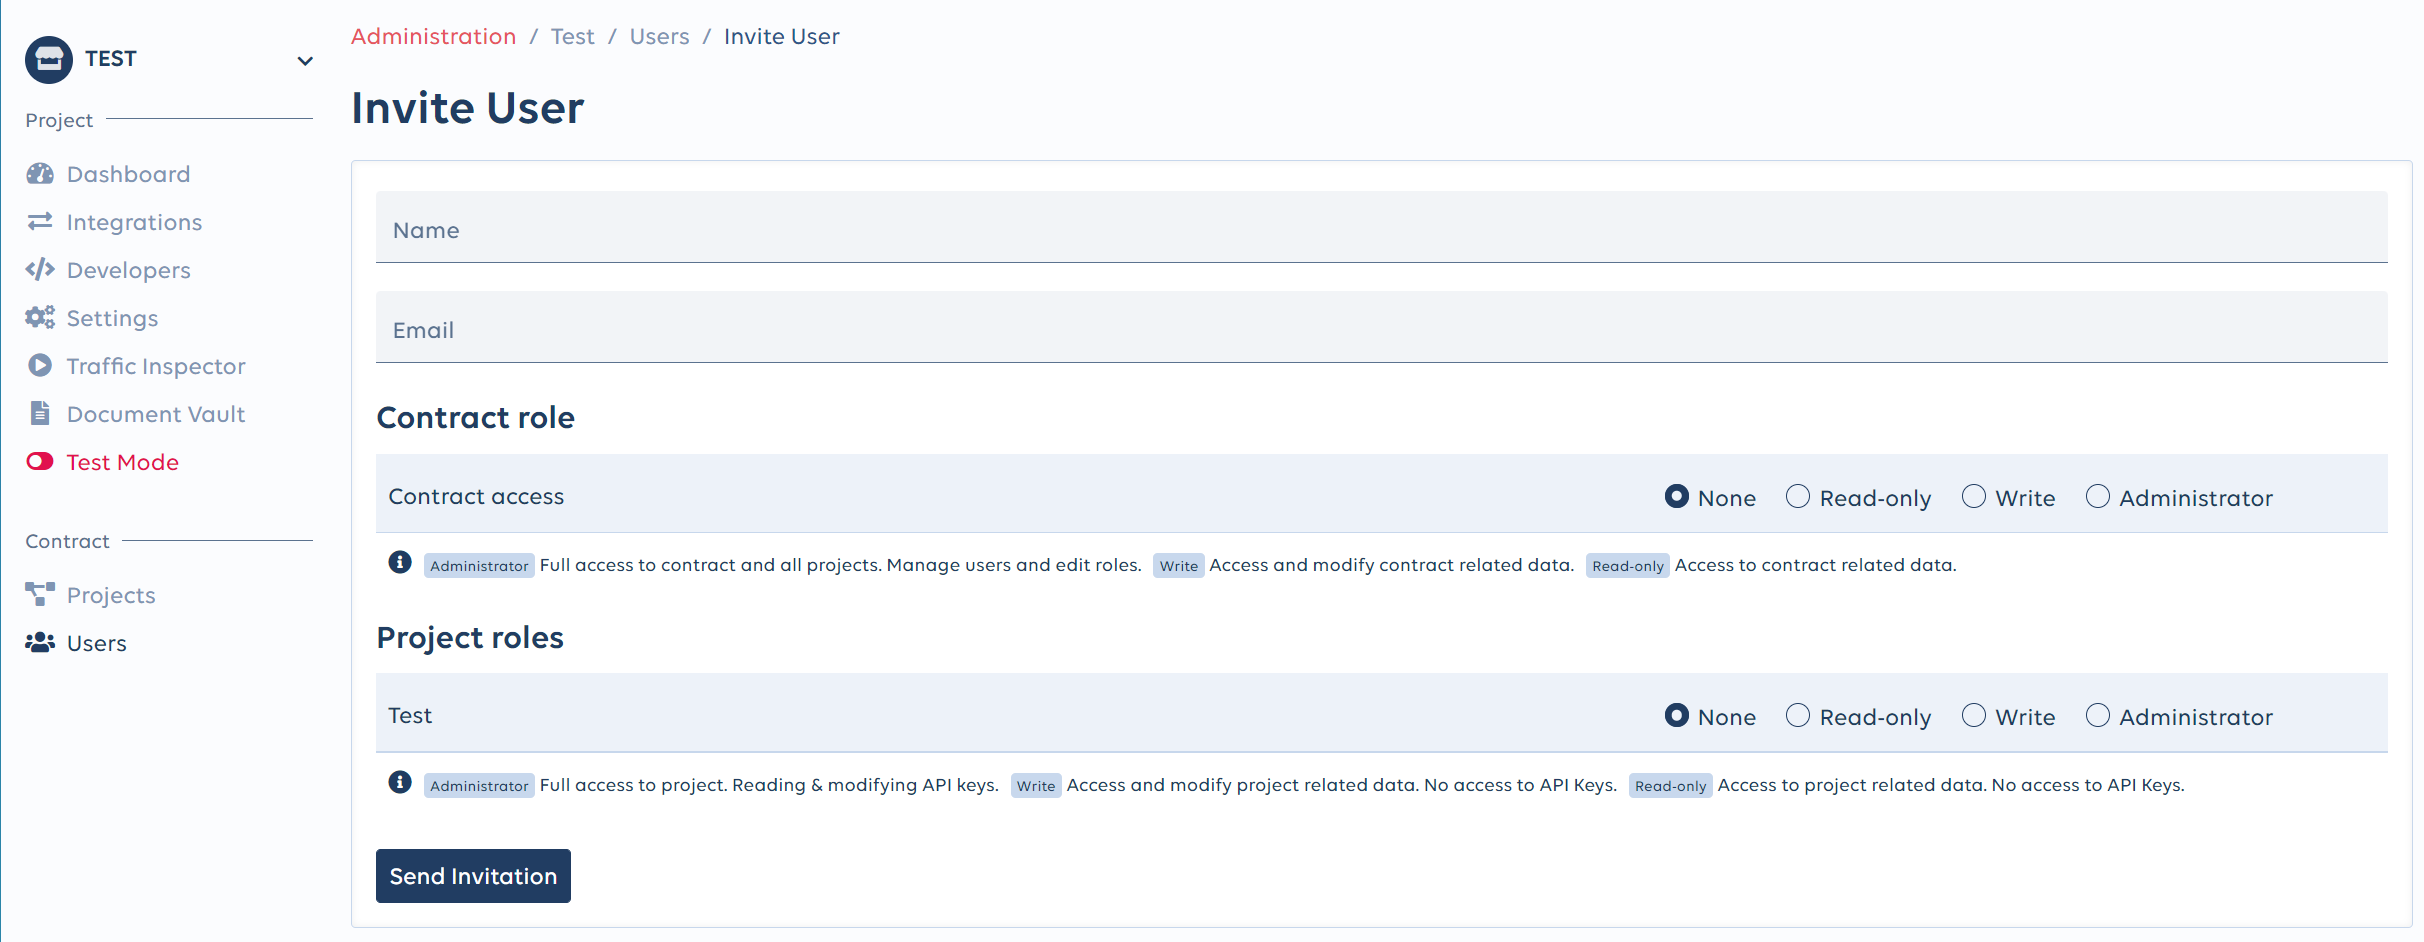 TEST
Project
Dashboard
Integrations
Developers
Settings
Traffic Inspector
Document Vault
Test Mode
Contract
Projects
Users
Administration / Test / Users / Invite User
Invite User
Name
Email
Contract role
Contract access None Read-only Write Administrator
Administrator Full access to contract and all projects. Manage users and edit roles. Write Access and modify contract related data. Read-only Access to contract related data.
Project roles
Test None Read-only Write Administrator
Administrator Full access to project. Reading & modifying API keys. Write Access and modify project related data. No access to API Keys. Read-only Access to project related data. No access to API Keys.
Send Invitation